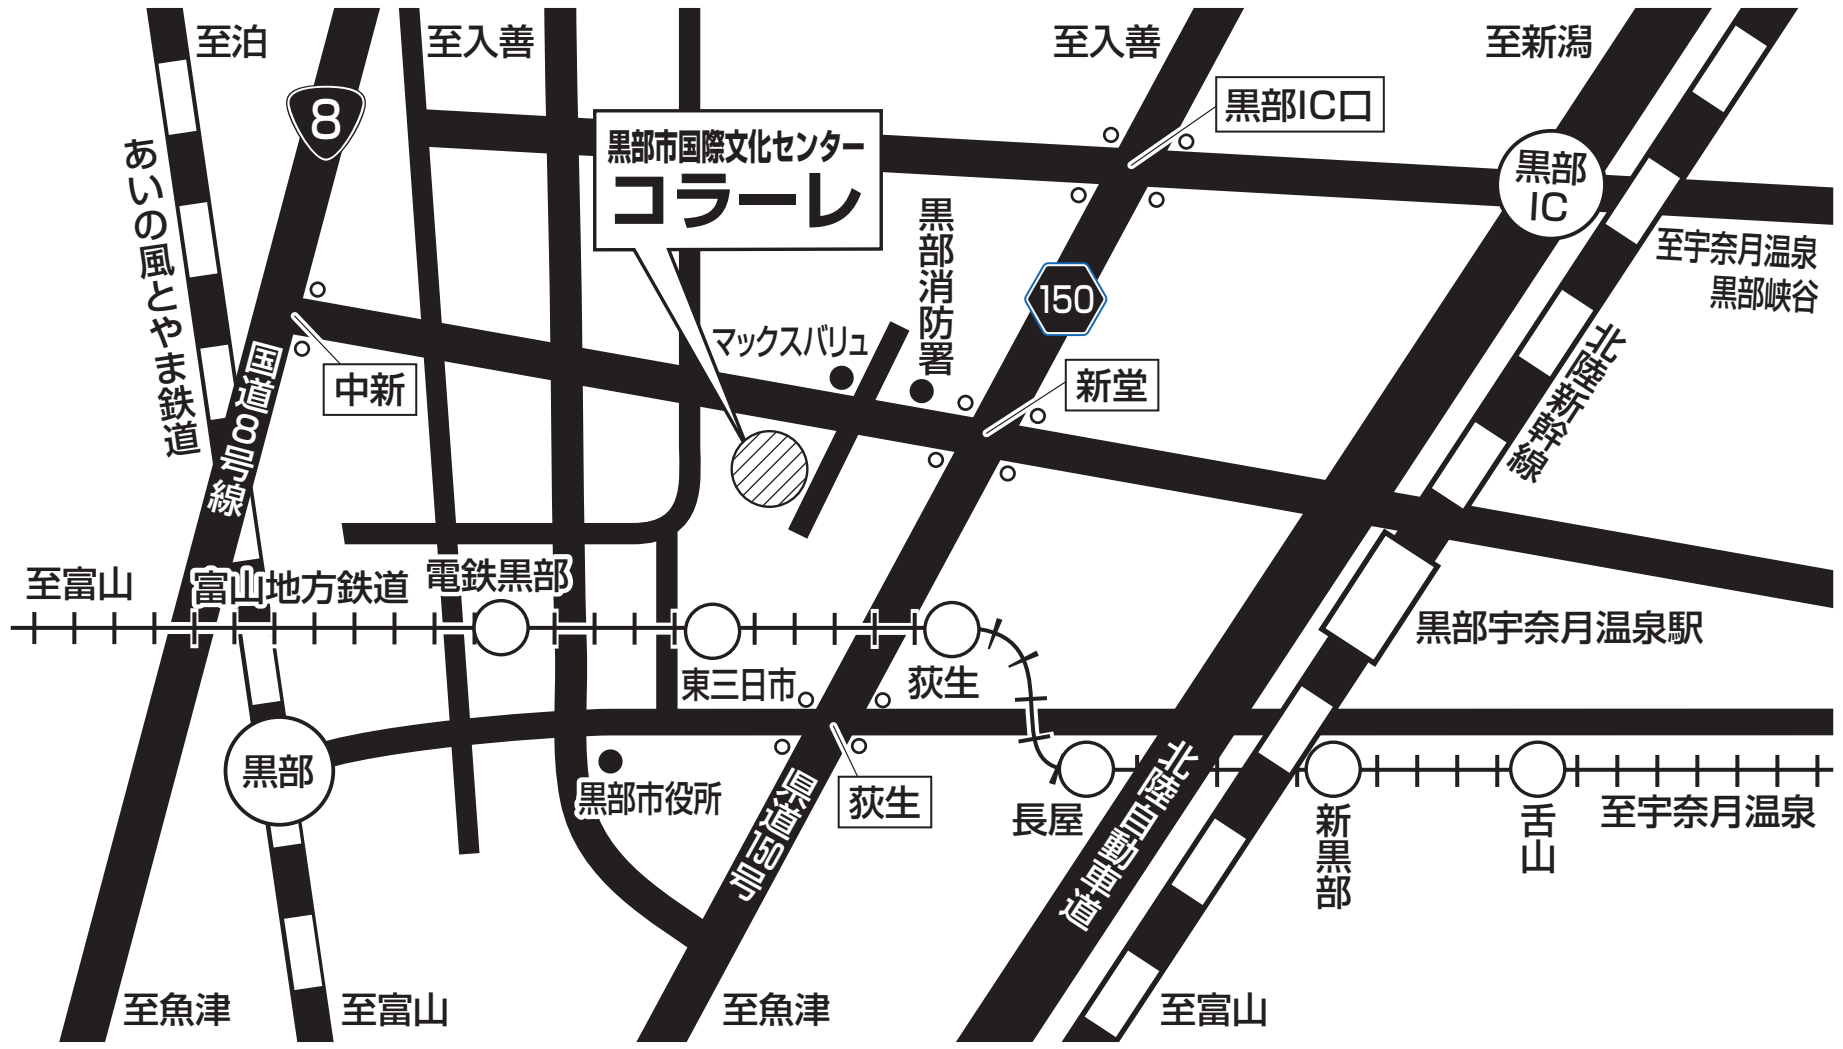 至泊
至入善
至入善
至新潟
8
黒部IC口
黒部市国際文化センター
コラーレ
黒部
IC
あいの風とやま鉄道
黒部消防署
至宇奈月温泉
黒部峡谷
150
マックスバリュ
北陸新幹線
国道8号線
中新
新堂
至富山
富山地方鉄道
電鉄黒部
黒部宇奈月温泉駅
東三日市
荻生
黒部
黒部市役所
県道150号
荻生
長屋
北陸自動車道
新黒部
舌山
至宇奈月温泉
至魚津
至富山
至魚津
至富山